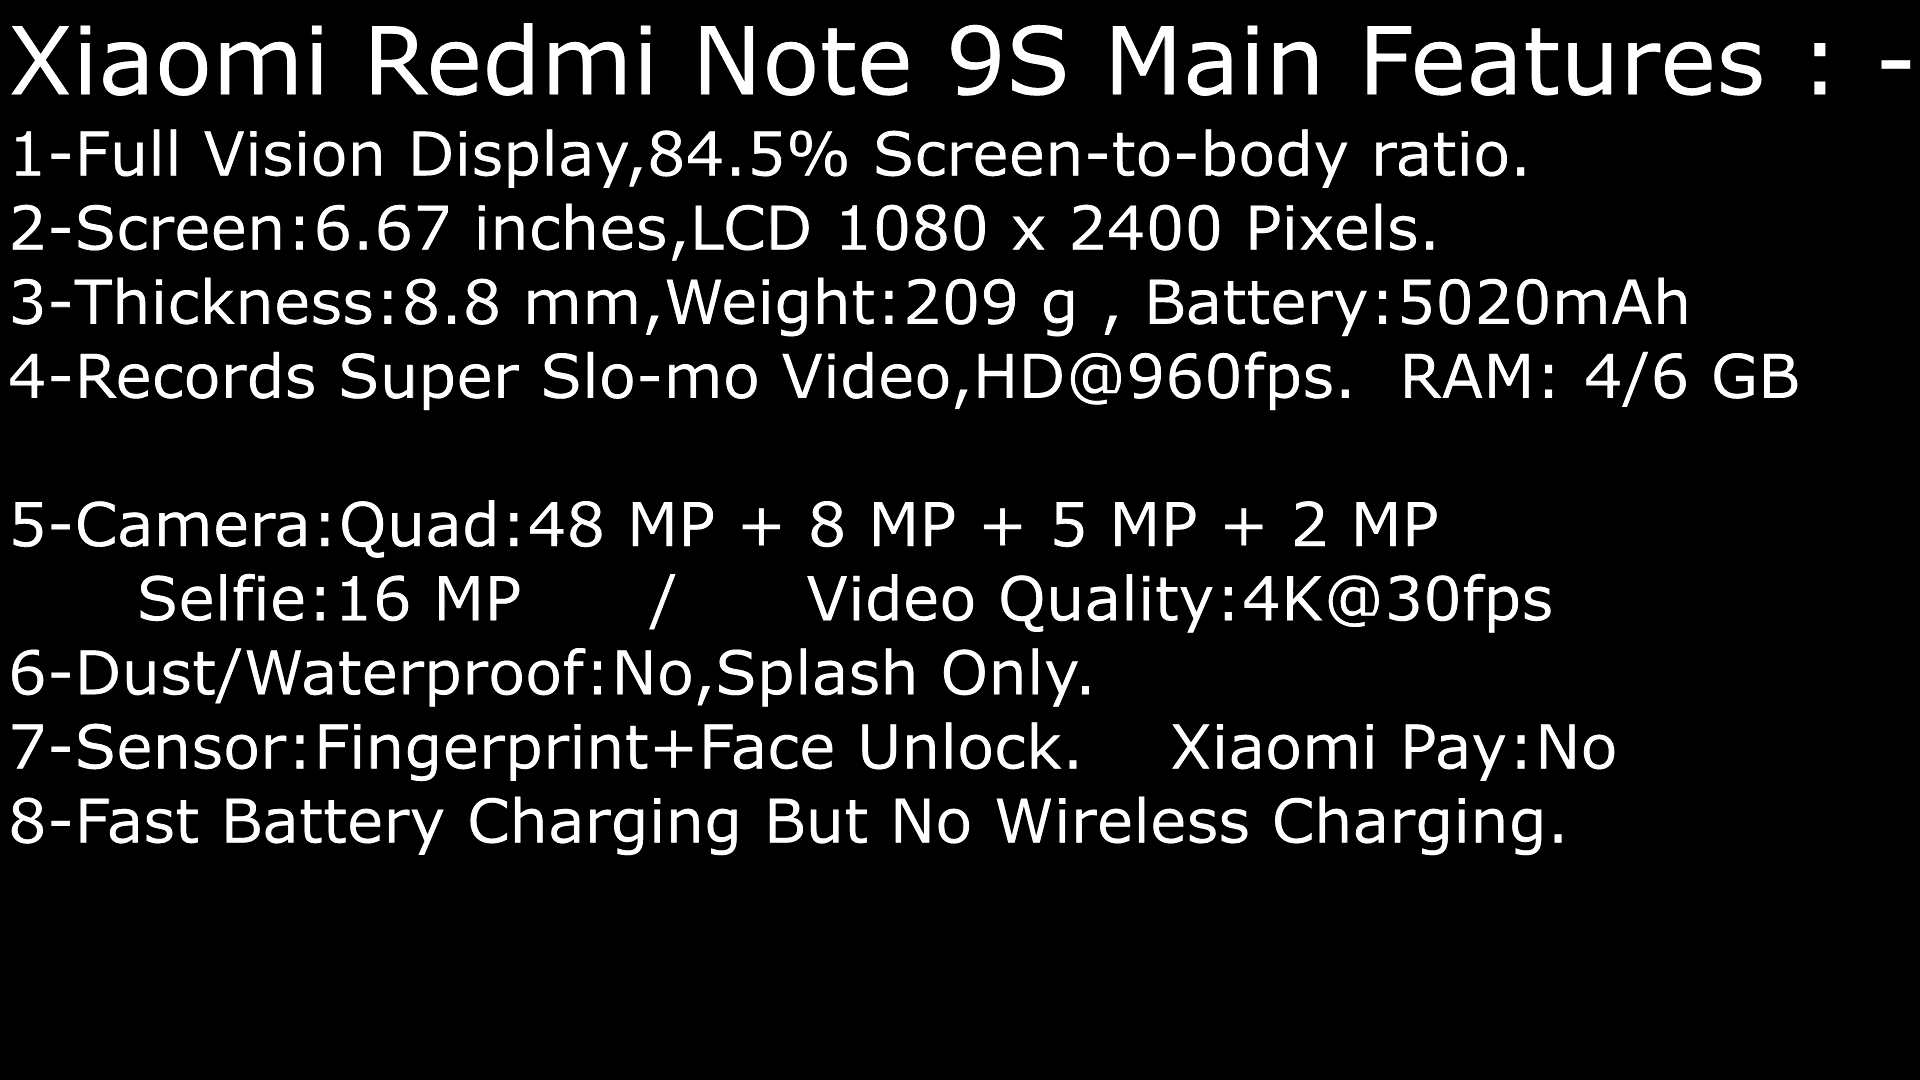 Xiaomi Redmi Note 9S Main Features : -
1-Full Vision Display,84.5% Screen-to-body ratio.
2-Screen:6.67 inches,LCD 1080 x 2400 Pixels.
3-Thickness:8.8 mm,Weight:209 g , Battery:5020mAh
4-Records Super Slo-mo Video,HD@960fps.  RAM: 4/6 GB
5-Camera:Quad:48 MP + 8 MP + 5 MP + 2 MP
Selfie:16 MP / Video Quality:4K@30fps
6-Dust/Waterproof:No,Splash Only.
7-Sensor:Fingerprint+Face Unlock. Xiaomi Pay:No
8-Fast Battery Charging But No Wireless Charging.